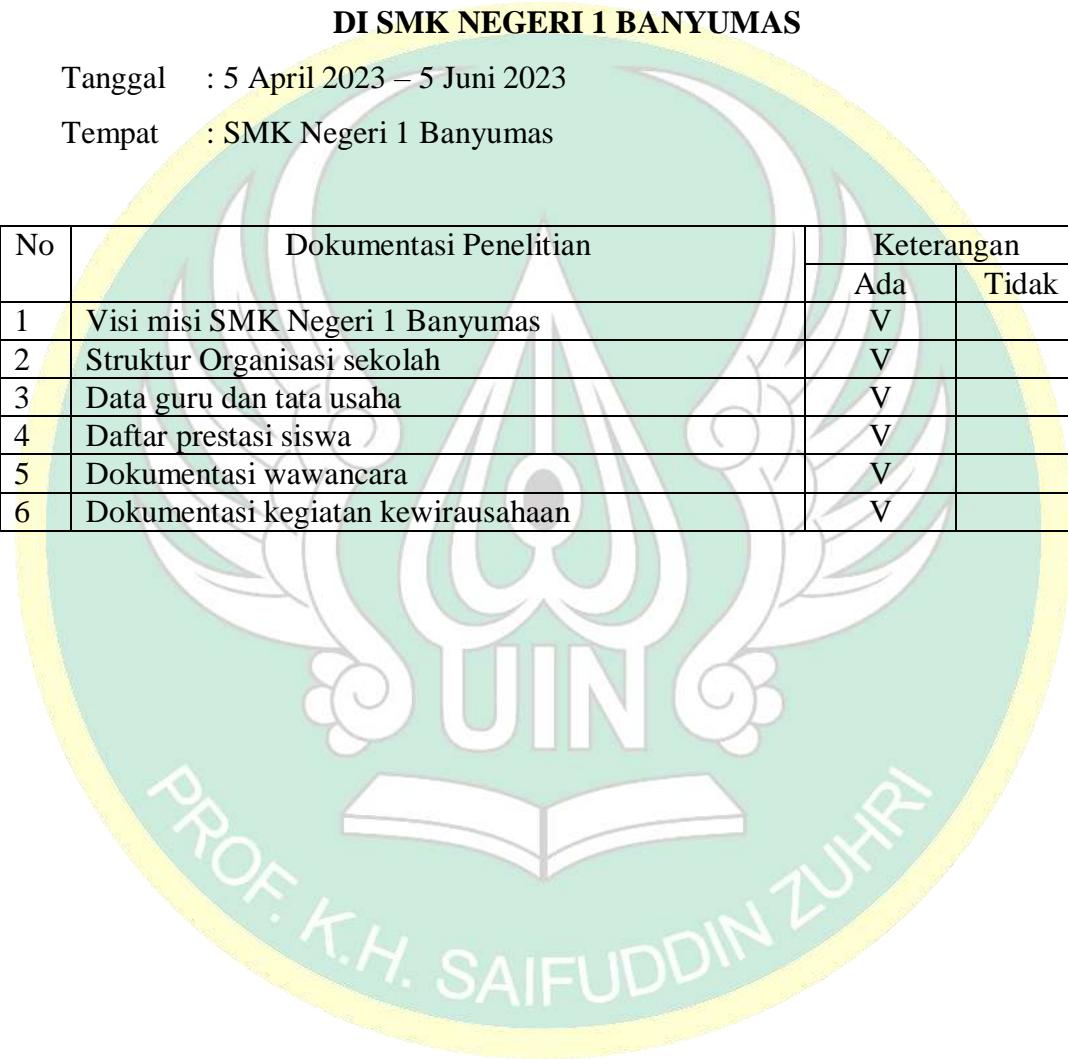 DI SMK NEGERI 1 BANYUMAS
Tanggal : 5 April 2023 – 5 Juni 2023
Tempat : SMK Negeri 1 Banyumas
No Dokumentasi Penelitian Keterangan
Ada Tidak
1 Visi misi SMK Negeri 1 Banyumas V
2 Struktur Organisasi sekolah V
3 Data guru dan tata usaha V
4 Daftar prestasi siswa V
5 Dokumentasi wawancara V
6 Dokumentasi kegiatan kewirausahaan V
UIN
PROF. K.H. SAIFUDDIN ZUHRI